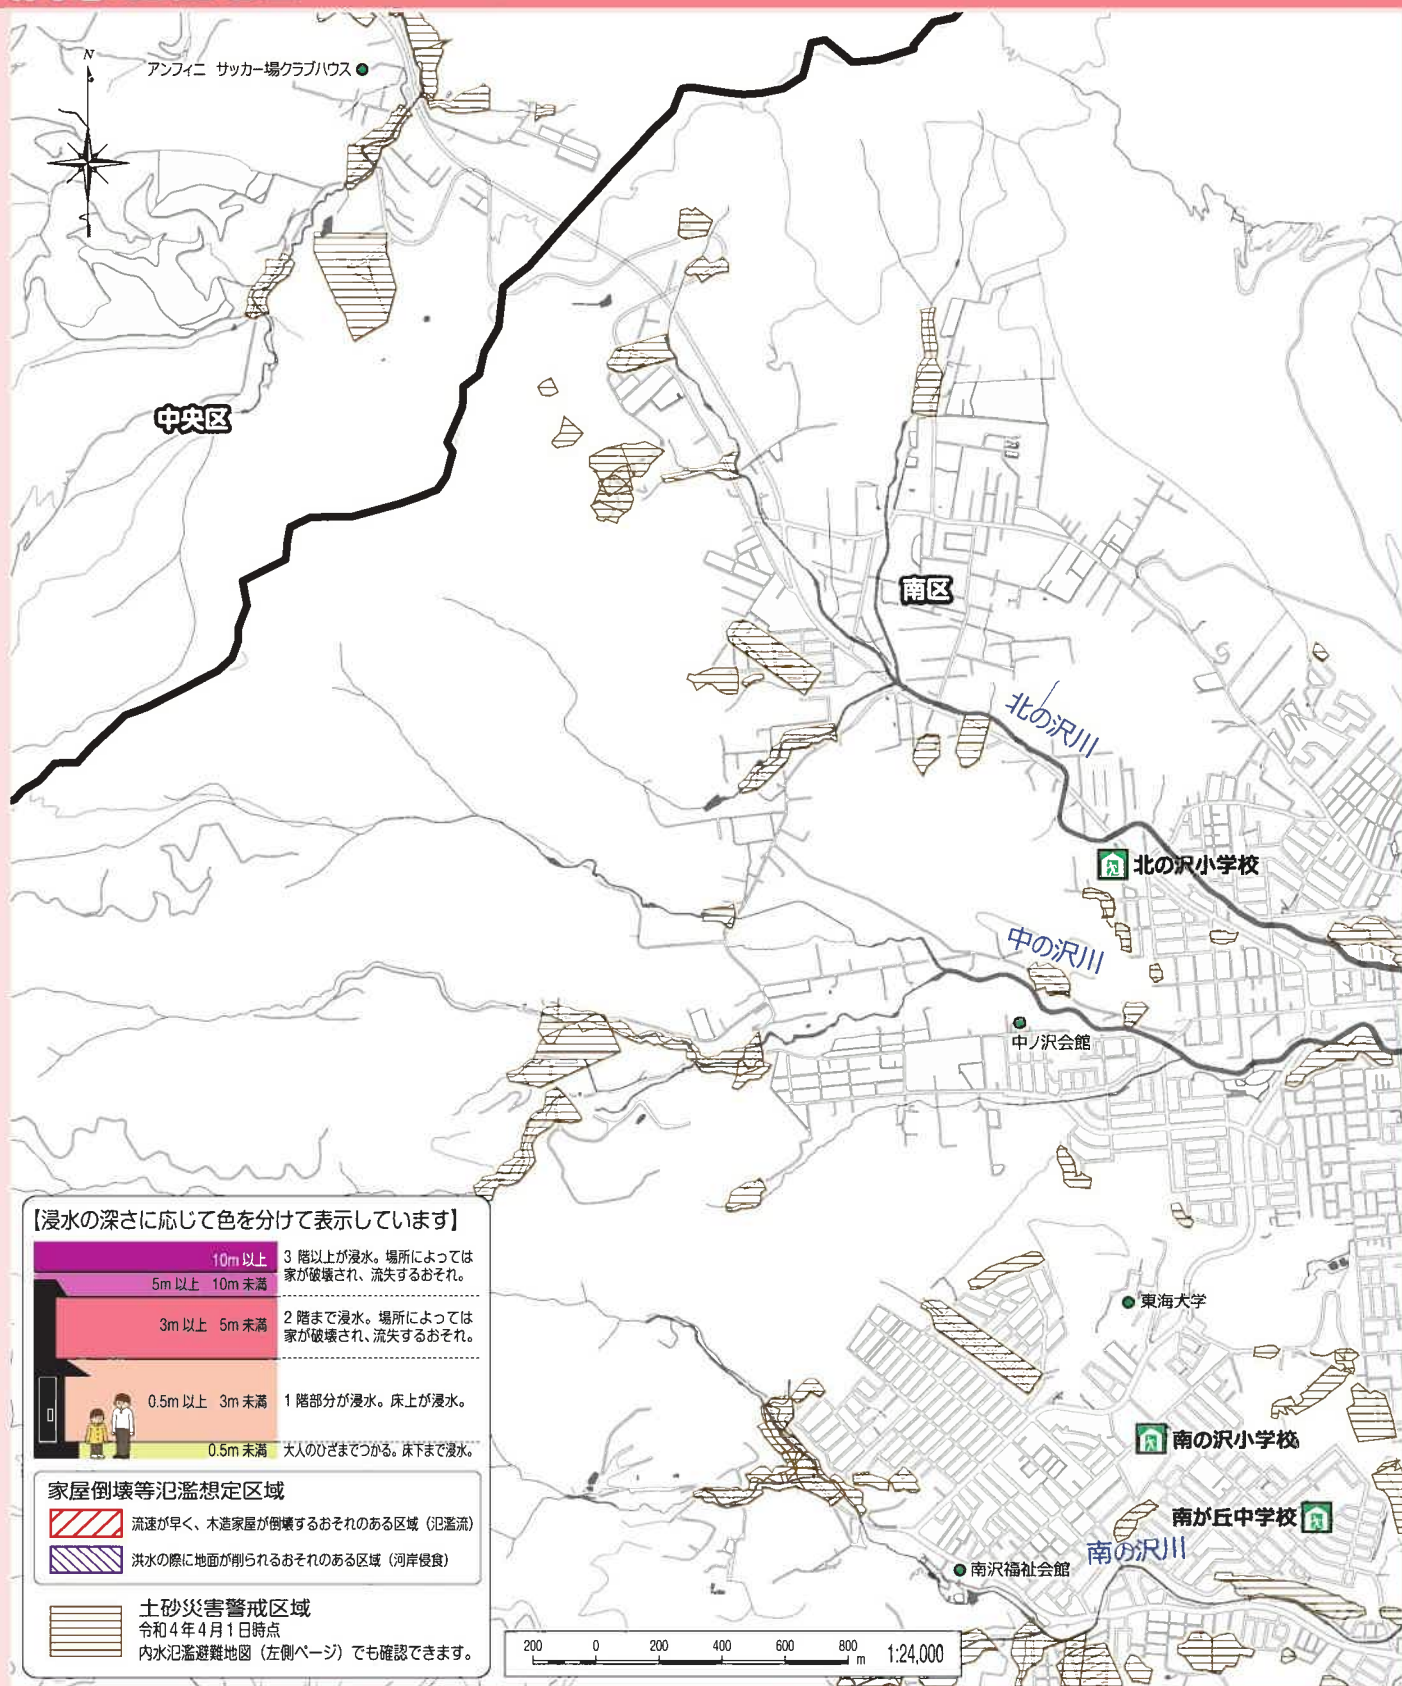 N
アンフィニ サッカー場クラブハウス
中央区
南区
北の沢川
北の沢小学校
中の沢川
中ノ沢会館
東海大学
南の沢小学校
南が丘中学校
南の沢川
南沢福祉会館
【浸水の深さに応じて色を分けて表示しています】
10m 以上
3 階以上が浸水。場所によっては
家が破壊され、流失するおそれ。
5m 以上 10m 未満
3m 以上 5m 未満
2 階まで浸水。場所によっては
家が破壊され、流失するおそれ。
0.5m 以上 3m 未満
1 階部分が浸水。床上が浸水。
0.5m 未満
大人のひざまでつかる。床下まで浸水。
家屋倒壊等氾濫想定区域
流速が早く、木造家屋が倒壊するおそれのある区域（氾濫流）
洪水の際に地面が削られるおそれのある区域（河岸侵食）
土砂災害警戒区域
令和4年4月1日時点
内水氾濫避難地図（左側ページ）でも確認できます。
200 0 200 400 600 800 m 1:24,000